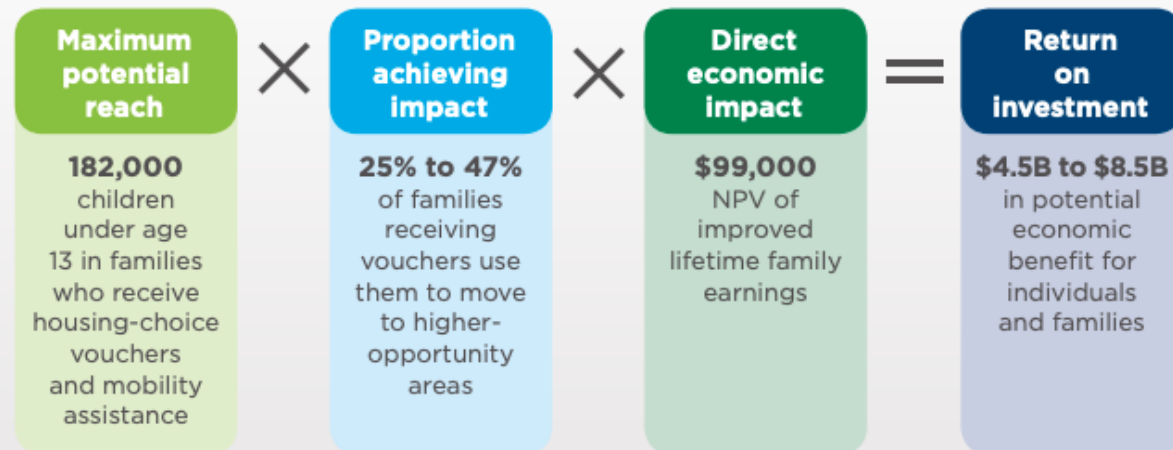 Maximum
potential
reach
182,000
children
under age
13 in families
who receive
housing-choice
vouchers
and mobility
assistance
×
Proportion
achieving
impact
25% to 47%
of families
receiving
vouchers use
them to move
to higher-
opportunity
areas
×
Direct
economic
impact
$99,000
NPV of
improved
lifetime family
earnings
=
Return
on
investment
$4.5B to $8.5B
in potential
economic
benefit for
individuals
and families